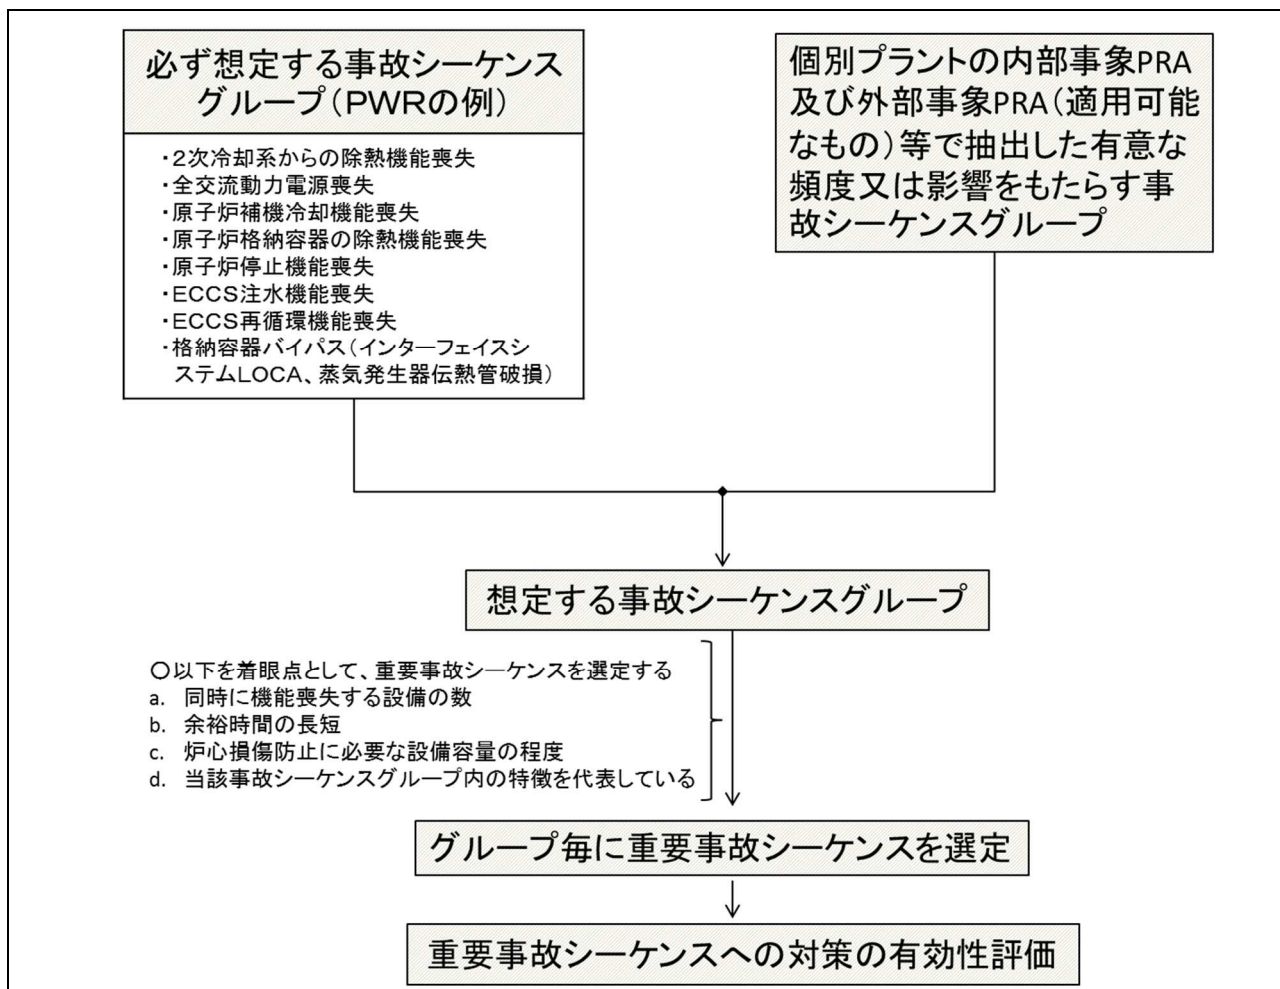 必ず想定する事故シーケンス
グループ(PWRの例)
・2次冷却系からの除熱機能喪失
・全交流動力電源喪失
・原子炉補機冷却機能喪失
・原子炉格納容器の除熱機能喪失
・原子炉停止機能喪失
・ECCS注水機能喪失
・ECCS再循環機能喪失
・格納容器バイパス(インターフェイスシ
ステムLOCA、蒸気発生器伝熱管破損)
個別プラントの内部事象PRA
及び外部事象PRA(適用可能
なもの)等で抽出した有意な
頻度又は影響をもたらす事
故シーケンスグループ
想定する事故シーケンスグループ
○以下を着眼点として、重要事故シーケンスを選定する
a. 同時に機能喪失する設備の数
b. 余裕時間の長短
c. 炉心損傷防止に必要な設備容量の程度
d. 当該事故シーケンスグループ内の特徴を代表している
グループ毎に重要事故シーケンスを選定
重要事故シーケンスへの対策の有効性評価